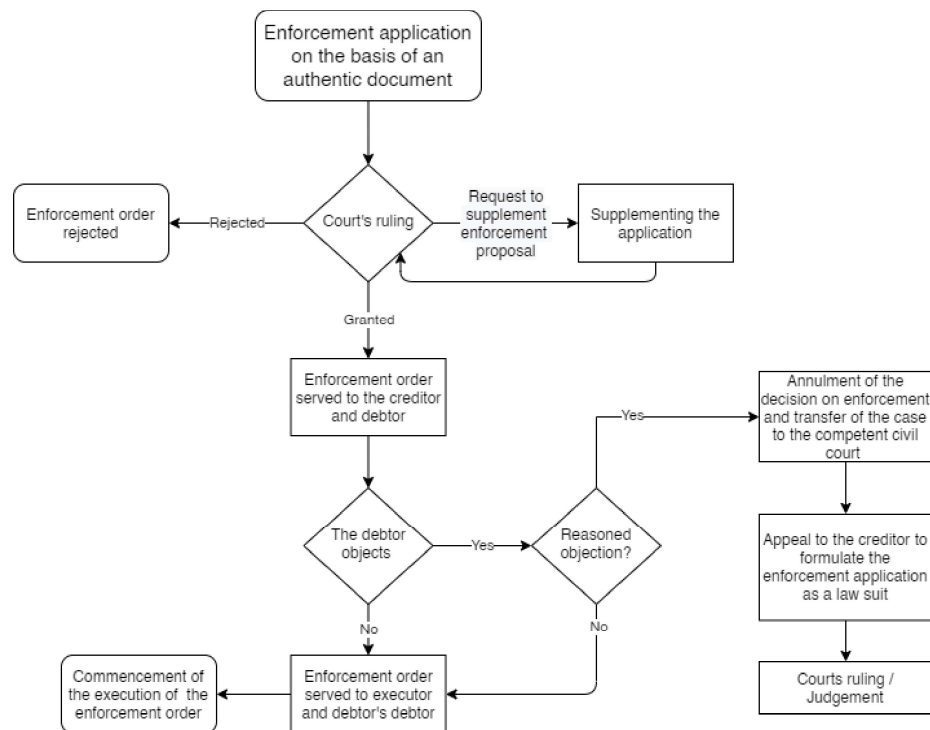 Enforcement application
on the basis of an
authentic document
Enforcement order
rejected
Rejected
Court's ruling
Request to
supplement
enforcement
proposal
Supplementing the
application
Granted
Enforcement order
served to the creditor
and debtor
The debtor
objects
Yes
Reasoned
objection?
Yes
Annulment of the
decision on enforcement
and transfer of the case
to the competent civil
court
Appeal to the creditor to
formulate the
enforcement application
as a law suit
Courts ruling /
Judgement
No
No
Enforcement order
served to executor
and debtor's debtor
Commencement of
the execution of the
enforcement order